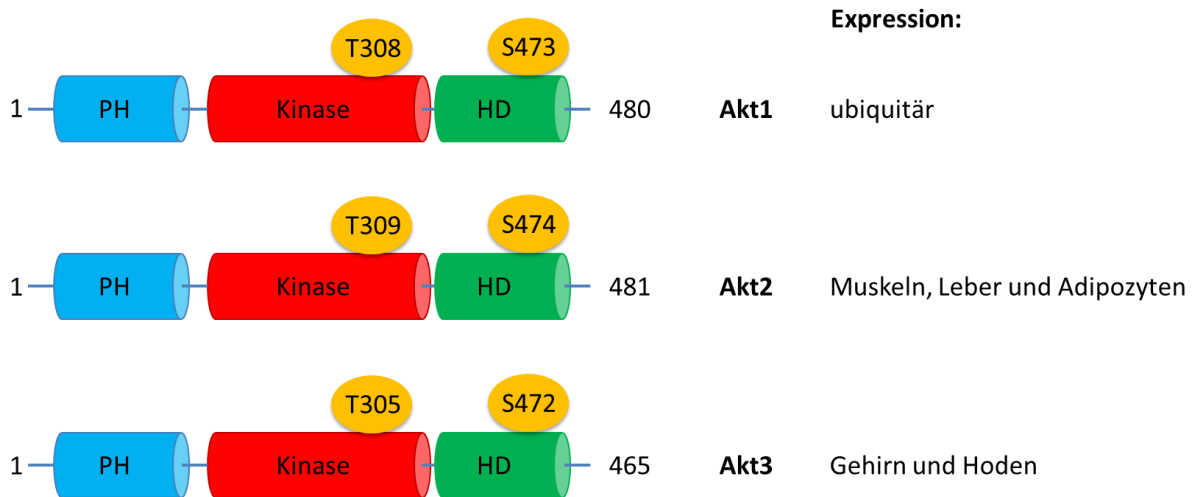 Expression:
T308 S473
1 PH Kinase HD 480 Akt1 ubiquitär
T309 S474
1 PH Kinase HD 481 Akt2 Muskeln, Leber und Adipozyten
T305 S472
1 PH Kinase HD 465 Akt3 Gehirn und Hoden